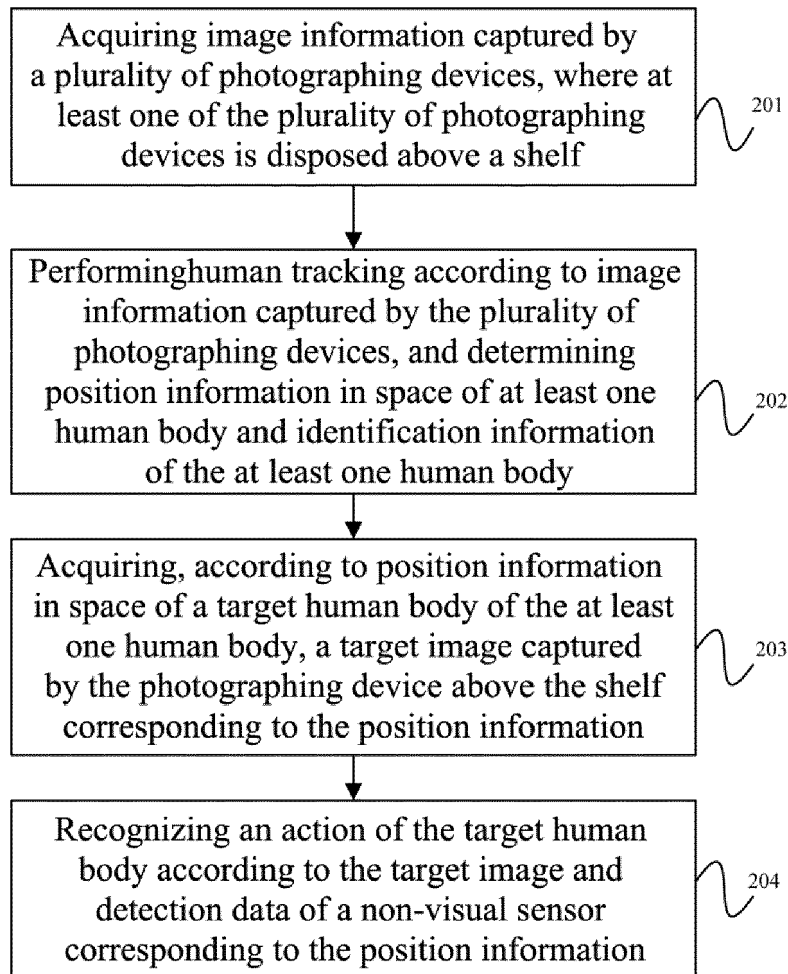 Acquiring image information captured by
a plurality of photographing devices, where at
least one of the plurality of photographing
devices is disposed above a shelf
201
Performinghuman tracking according to image
information captured by the plurality of
photographing devices, and determining
position information in space of at least one
human body and identification information
of the at least one human body
202
Acquiring, according to position information
in space of a target human body of the at least
one human body, a target image captured
by the photographing device above the shelf
corresponding to the position information
203
Recognizing an action of the target human
body according to the target image and
detection data of a non-visual sensor
corresponding to the position information
204